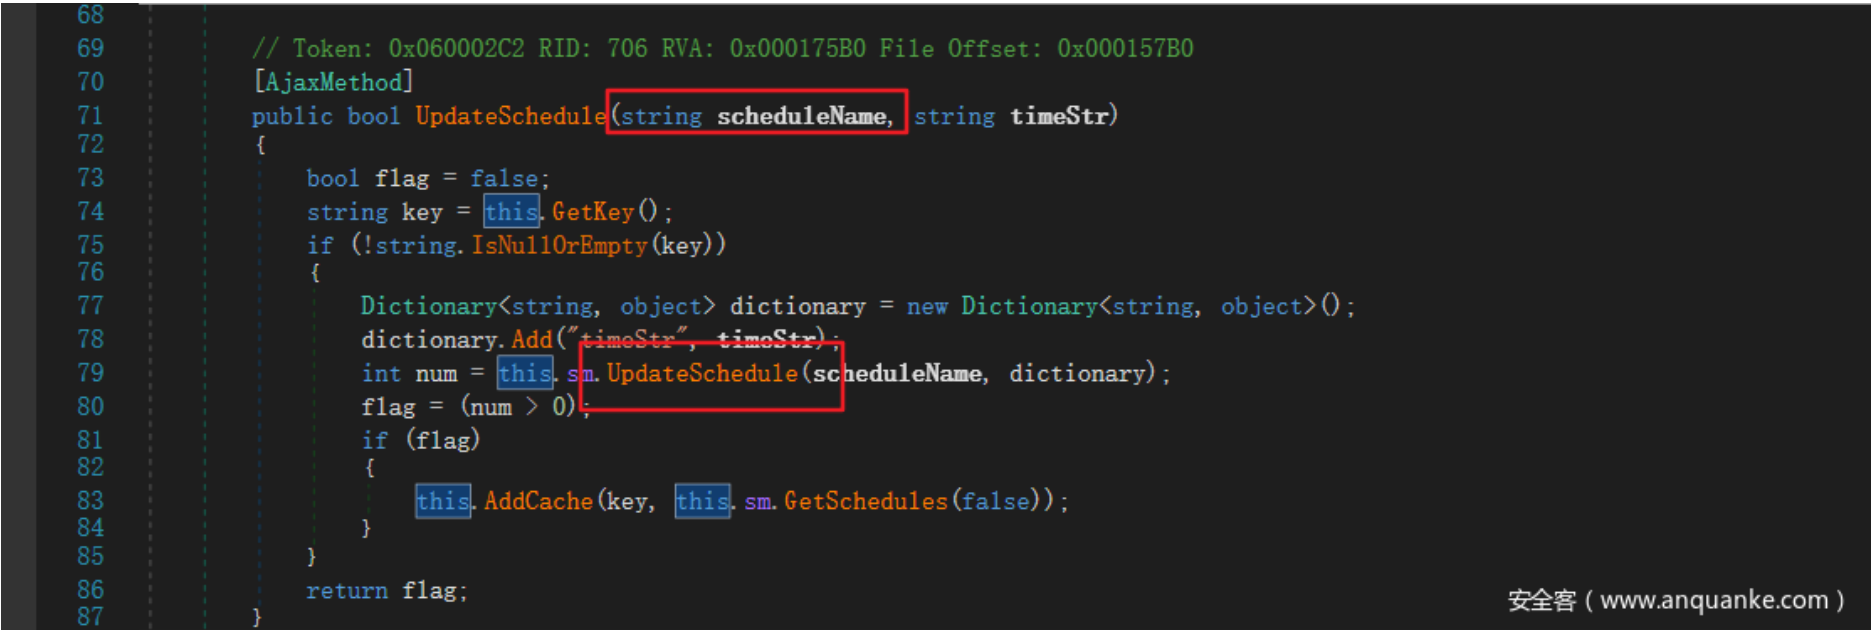 68
69 // Token: 0x060002C2 RID: 706 RVA: 0x000175B0 File Offset: 0x000157B0
70 [AjaxMethod]
71 public bool UpdateSchedule(string scheduleName, string timeStr)
72 {
73 bool flag = false;
74 string key = this.GetKey();
75 if (!string.IsNullOrEmpty(key))
76 {
77 Dictionary<string, object> dictionary = new Dictionary<string, object>();
78 dictionary.Add("timeStr", timeStr);
79 int num = this.sm.UpdateSchedule(scheduleName, dictionary);
80 flag = (num > 0);
81 if (flag)
82 {
83 this.AddCache(key, this.sm.GetSchedules(false));
84 }
85 }
86 return flag;
87 }
安全客 ( www.anquanke.com )